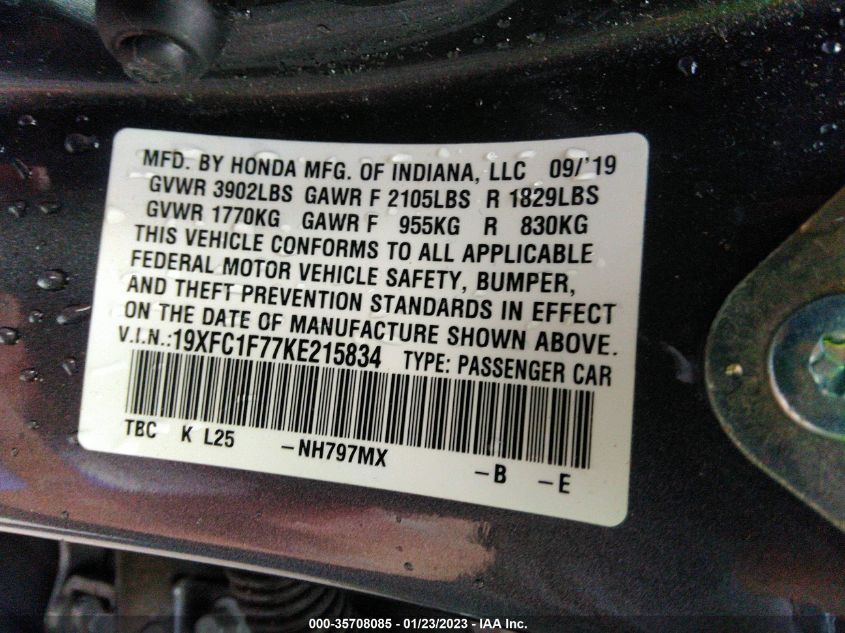 MFD. BY HONDA MFG. OF INDIANA, LLC 09/'19
GVWR 3902LBS GAWR F 2105LBS R 1829LBS
GVWR 1770KG GAWR F 955KG R 830KG
THIS VEHICLE CONFORMS TO ALL APPLICABLE
FEDERAL MOTOR VEHICLE SAFETY, BUMPER,
AND THEFT PREVENTION STANDARDS IN EFFECT
ON THE DATE OF MANUFACTURE SHOWN ABOVE.
V.I.N.:19XFC1F77KE215834 TYPE: PASSENGER CAR
TBC K L25 -NH797MX -B -E
000-35708085 - 01/23/2023 - IAA Inc.